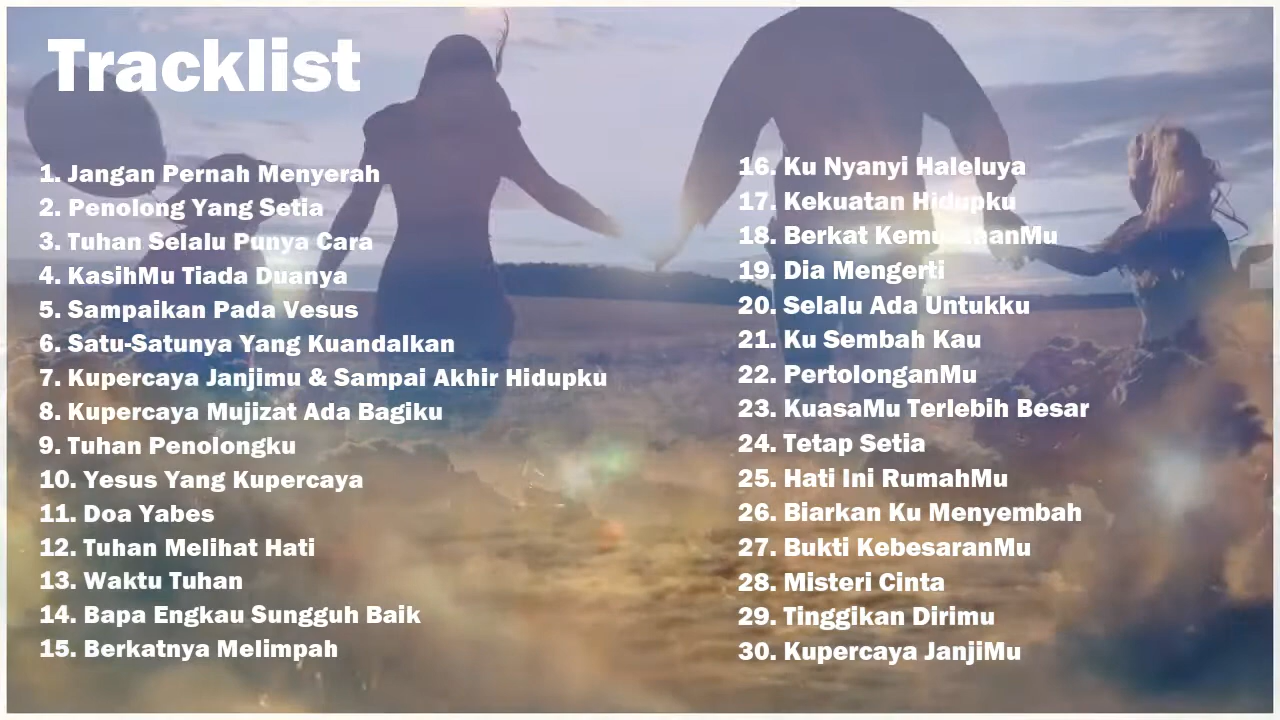 Tracklist
1. Jangan Pernah Menyerah
2. Penolong Yang Setia
3. Tuhan Selalu Punya Cara
4. KasihMu Tiada Duanya
5. Sampaikan Pada Vesus
6. Satu-Satunya Yang Kuandalkan
7. Kupercaya Janjimu & Sampai Akhir Hidupku
8. Kupercaya Mujizat Ada Bagiku
9. Tuhan Penolongku
10. Yesus Yang Kupercaya
11. Doa Yabes
12. Tuhan Melihat Hati
13. Waktu Tuhan
14. Bapa Engkau Sungguh Baik
15. Berkatnya Melimpah
16. Ku Nyanyi Haleluya
17. Kekuatan Hidupku
18. Berkat
19. Dia Mengerti
20. Selalu Ada Untukku
21. Ku Sembah Kau
22. PertolonganMu
23. KuasaMu Terlebih Besar
24. Tetap Setia
25. Hati Ini RumahMu
26. Biarkan Ku Menyembah
27. Bukti KebesaranMu
28. Misteri Cinta
29. Tinggikan Dirimu
30. Kupercaya JanjiMu